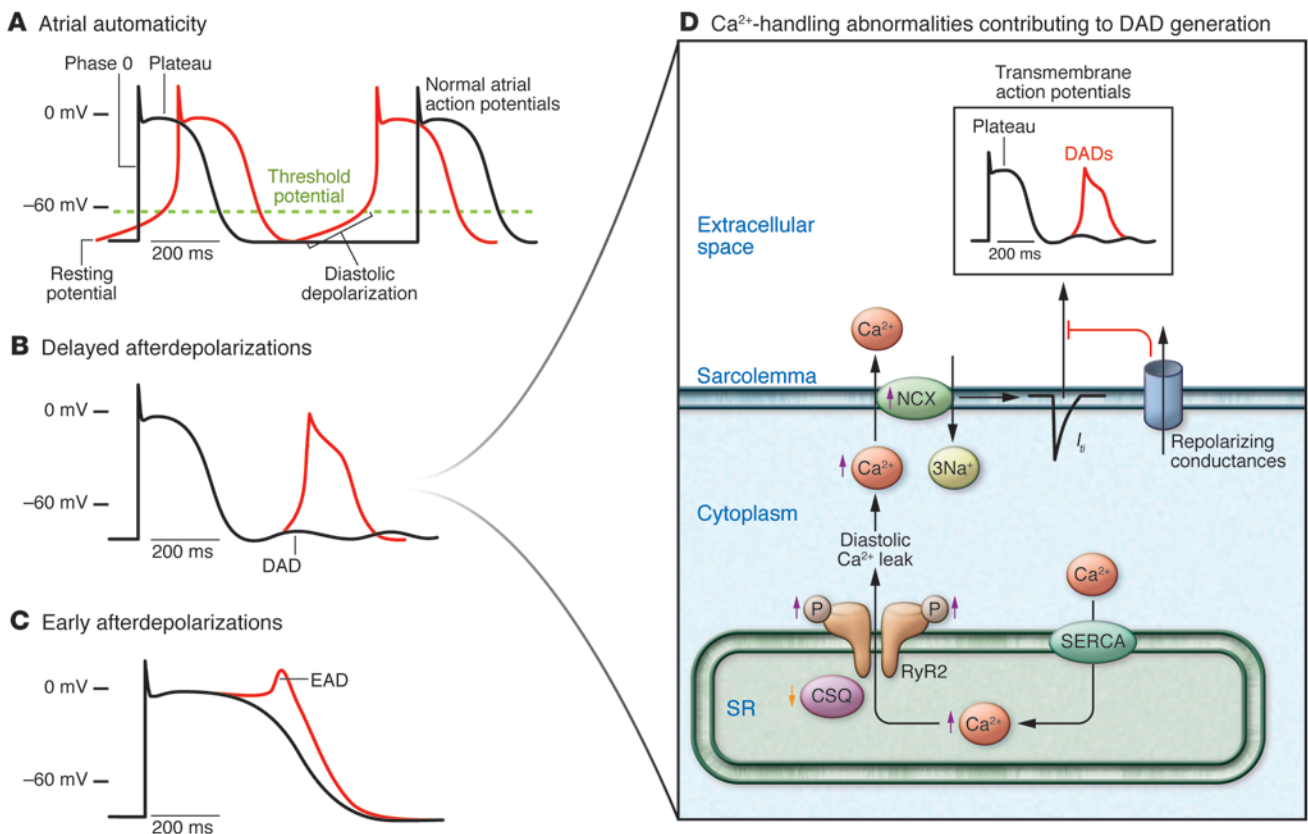 A Atrial automaticity
Phase 0
Plateau
Normal atrial
action potentials
0 mV
Threshold
potential
–60 mV
200 ms
Resting
potential
Diastolic
depolarization
B Delayed afterdepolarizations
0 mV
–60 mV
200 ms
DAD
C Early afterdepolarizations
0 mV
EAD
–60 mV
200 ms
D Ca²⁺-handling abnormalities contributing to DAD generation
Transmembrane
action potentials
Plateau
DADs
200 ms
Extracellular
space
Ca²⁺
Sarcolemma
NCX
Iti
Repolarizing
conductances
Ca²⁺
3Na⁺
Cytoplasm
Diastolic
Ca²⁺ leak
Ca²⁺
P
P
SERCA
RyR2
CSQ
SR
Ca²⁺